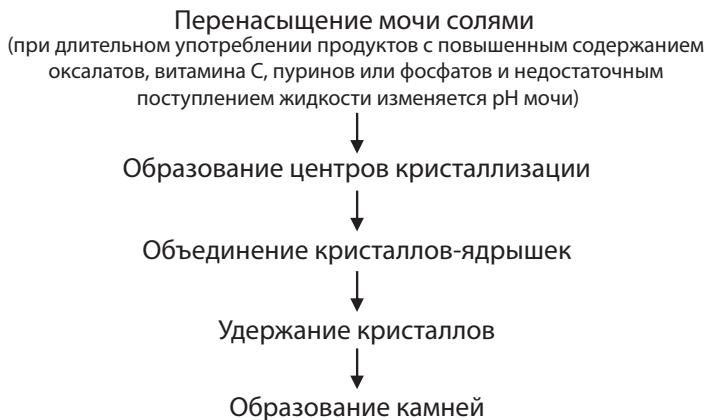 Перенасыщение мочи солями
(при длительном употреблении продуктов с повышенным содержанием
оксалатов, витамина С, пуринов или фосфатов и недостаточным
поступлением жидкости изменяется pH мочи)
Образование центров кристаллизации
Объединение кристаллов-ядрышек
Удержание кристаллов
Образование камней